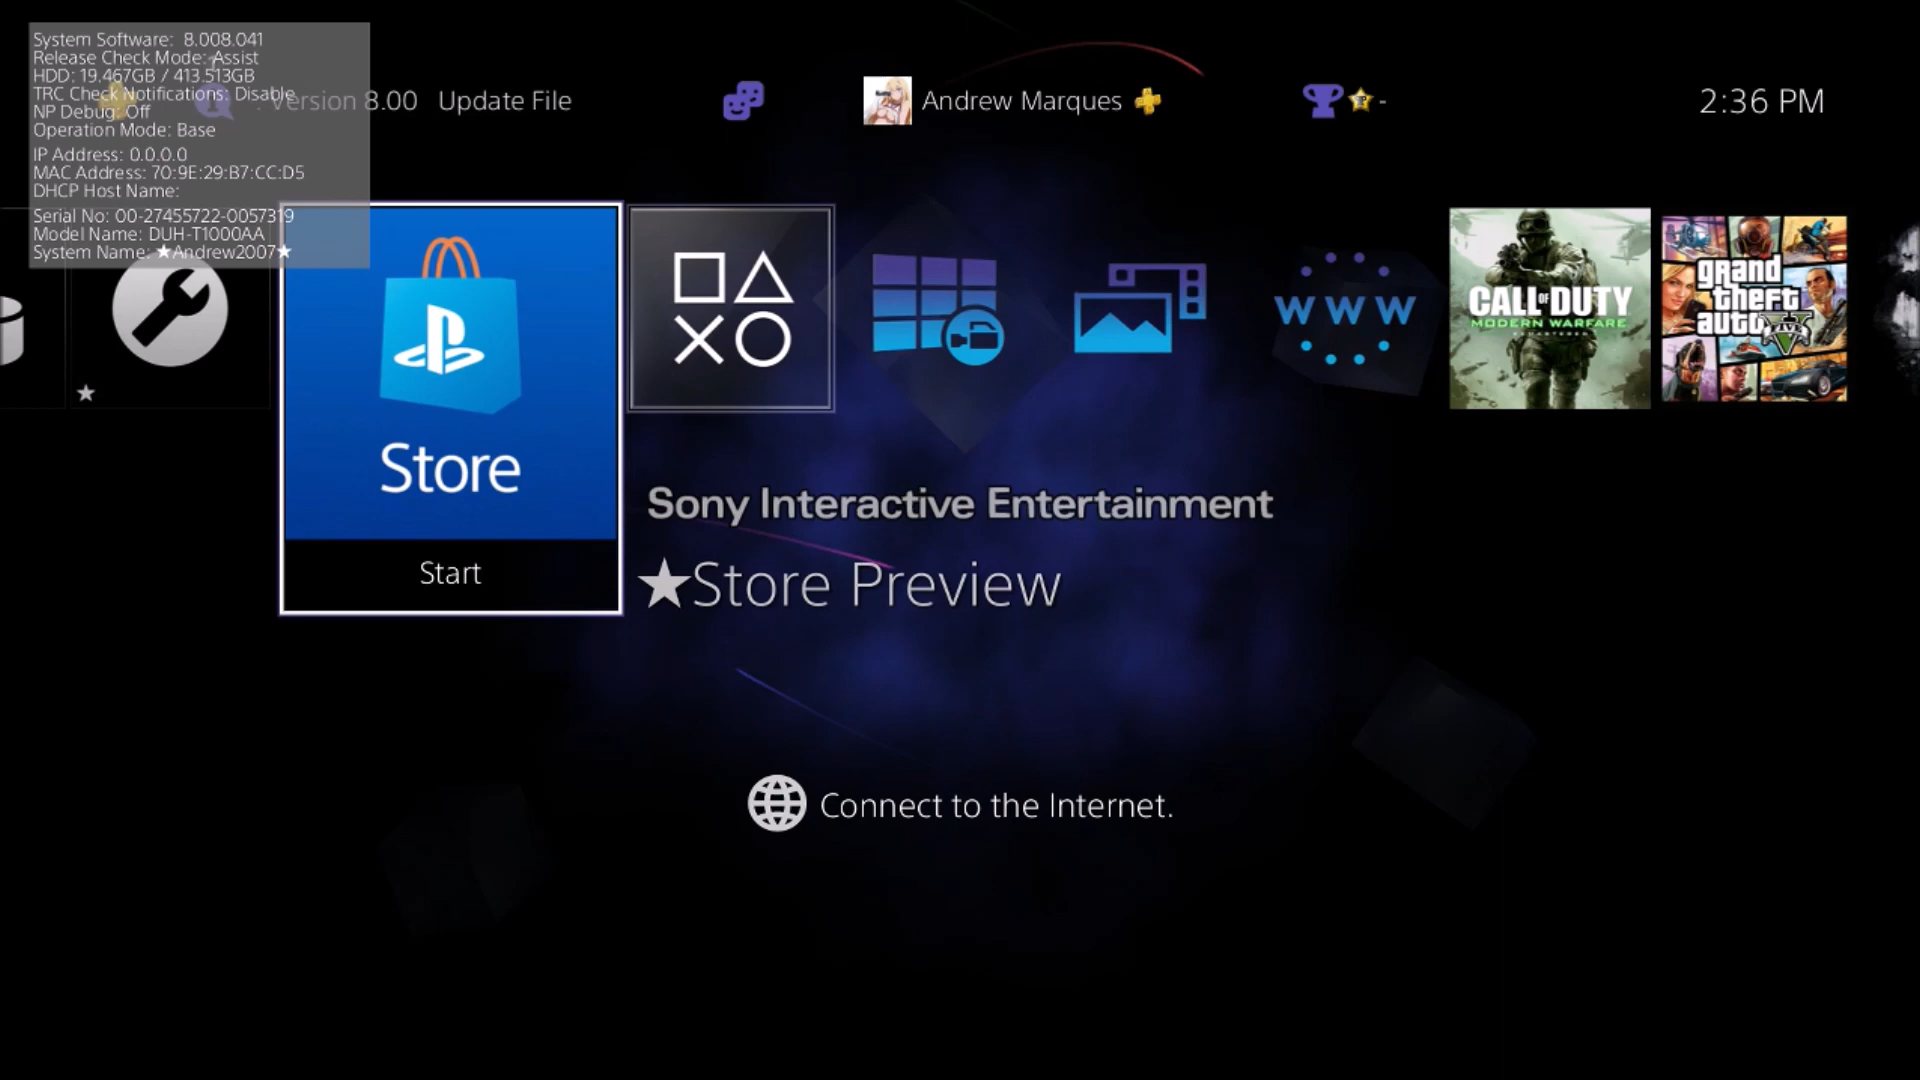 System Software: 8.008.041
Release Check Mode: Assist
HDD: 19.467GB / 413.513GB
TRC Check Notifications: Disable
NP Debug: Off
Operation Mode: Base
IP Address: 0.0.0.0
MAC Address: 70:9E:29:B7:CC:D5
DHCP Host Name:
Serial No: 00-27455722-0057319
Model Name: DUH-T1000AA
System Name: ★Andrew2007★
Version 8.00 Update File
Andrew Marques
-
2:36 PM
Store
Start
WWW
CALL OF DUTY
MODERN WARFARE
REMASTERED
grand
theft
auto
FIVE
Sony Interactive Entertainment
★Store Preview
Connect to the Internet.